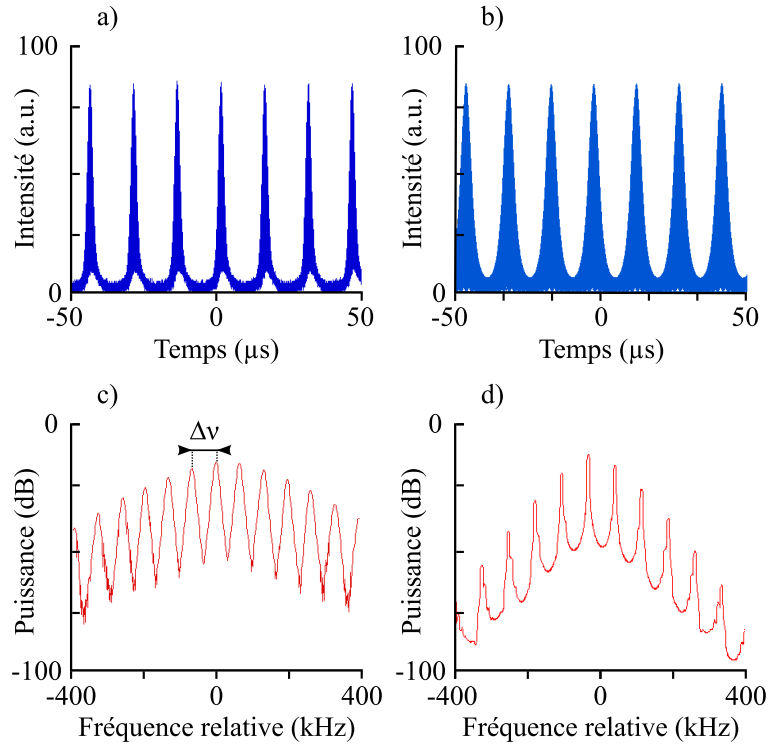 a)
b)
100
100
Intensité (a.u.)
Intensité (a.u.)
0
0
-50
0
50
-50
0
50
Temps (µs)
Temps (µs)
c)
d)
0
0
Δν
Puissance (dB)
Puissance (dB)
-100
-100
-400
0
400
-400
0
400
Fréquence relative (kHz)
Fréquence relative (kHz)